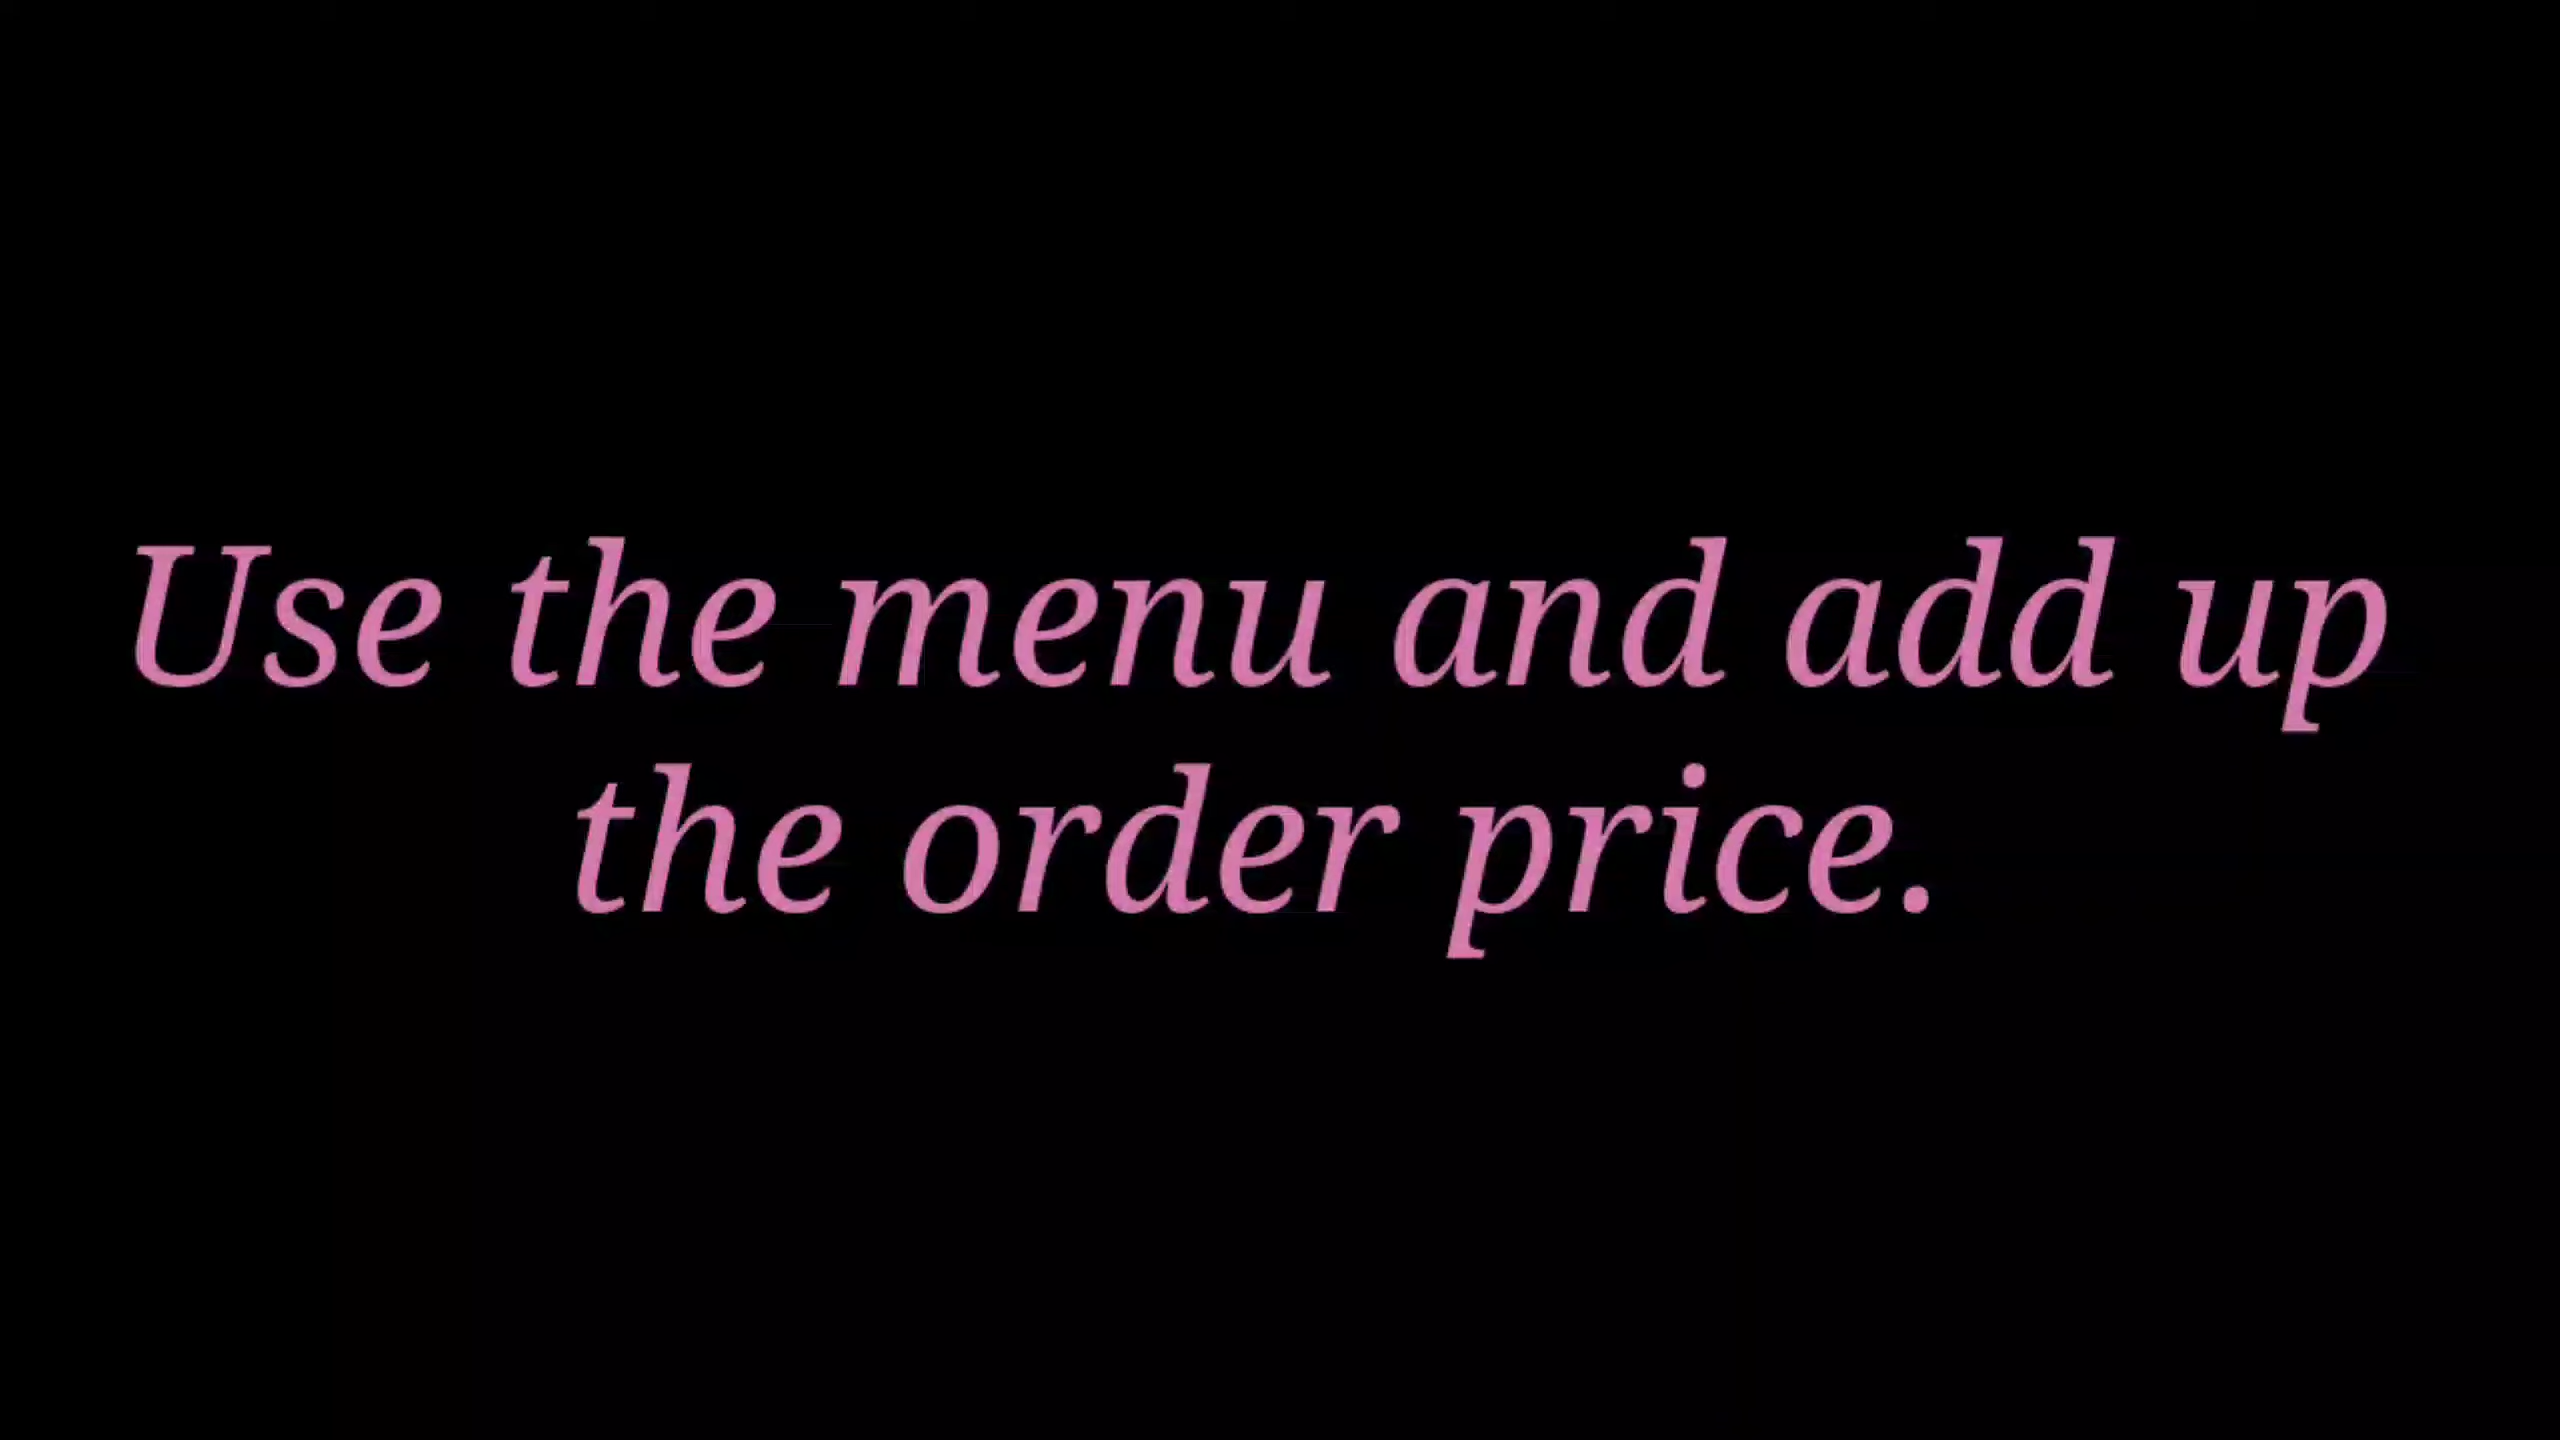 Use the menu and add up
the order price.